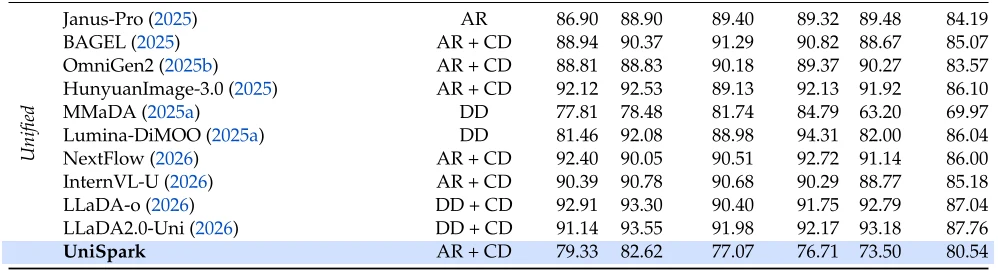 Janus-Pro (2025) AR 86.90 88.90 89.40 89.32 89.48 84.19
BAGEL (2025) AR + CD 88.94 90.37 91.29 90.82 88.67 85.07
OmniGen2 (2025b) AR + CD 88.81 88.83 90.18 89.37 90.27 83.57
HunyuanImage-3.0 (2025) AR + CD 92.12 92.53 89.13 92.13 91.92 86.10
MMaDA (2025a) DD 77.81 78.48 81.74 84.79 63.20 69.97
Lumina-DiMOO (2025a) DD 81.46 92.08 88.98 94.31 82.00 86.04
Unified
NextFlow (2026) AR + CD 92.40 90.05 90.51 92.72 91.14 86.00
InternVL-U (2026) AR + CD 90.39 90.78 90.68 90.29 88.77 85.18
LLaDA-o (2026) DD + CD 92.91 93.30 90.40 91.75 92.79 87.04
LLaDA2.0-Uni (2026) DD + CD 91.14 93.55 91.98 92.17 93.18 87.76
UniSpark AR + CD 79.33 82.62 77.07 76.71 73.50 80.54